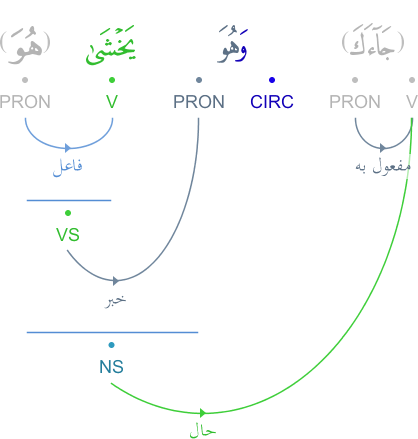 (جَآءَكَ) وَهُوَ يَخْشَىٰ (هُوَ)
PRON V CIRC PRON V PRON
فاعل مفعول به
VS
خبر
NS
حال